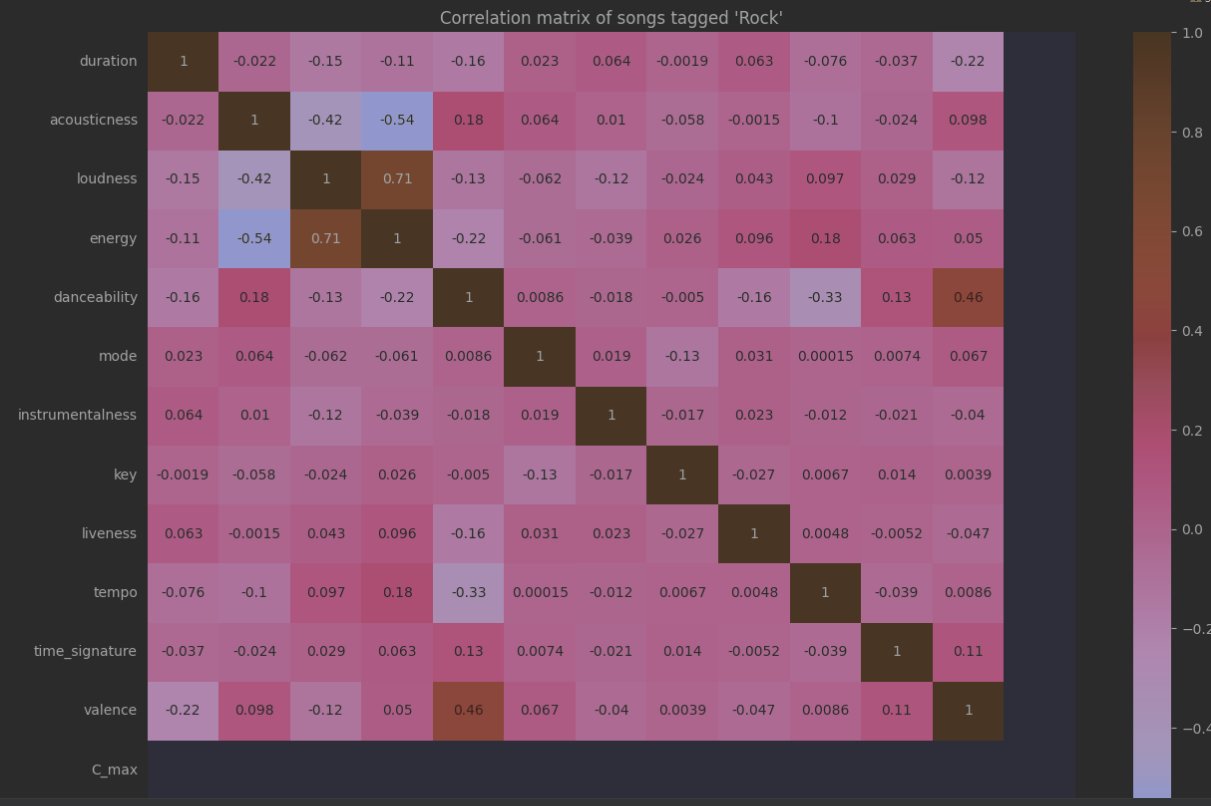 Correlation matrix of songs tagged 'Rock'
duration 1 -0.022 -0.15 -0.11 -0.16 0.023 0.064 -0.0019 0.063 -0.076 -0.037 -0.22
acousticness -0.022 1 -0.42 -0.54 0.18 0.064 0.01 -0.058 -0.0015 -0.1 -0.024 0.098
loudness -0.15 -0.42 1 0.71 -0.13 -0.062 -0.12 -0.024 0.043 0.097 0.029 -0.12
energy -0.11 -0.54 0.71 1 -0.22 -0.061 -0.039 0.026 0.096 0.18 0.063 0.05
danceability -0.16 0.18 -0.13 -0.22 1 0.0086 -0.018 -0.005 -0.16 -0.33 0.13 0.46
mode 0.023 0.064 -0.062 -0.061 0.0086 1 0.019 -0.13 0.031 0.00015 0.0074 0.067
instrumentalness 0.064 0.01 -0.12 -0.039 -0.018 0.019 1 -0.017 0.023 -0.012 -0.021 -0.04
key -0.0019 -0.058 -0.024 0.026 -0.005 -0.13 -0.017 1 -0.027 0.0067 0.014 0.0039
liveness 0.063 -0.0015 0.043 0.096 -0.16 0.031 0.023 -0.027 1 0.0048 -0.0052 -0.047
tempo -0.076 -0.1 0.097 0.18 -0.33 0.00015 -0.012 0.0067 0.0048 1 -0.039 0.0086
time_signature -0.037 -0.024 0.029 0.063 0.13 0.0074 -0.021 0.014 -0.0052 -0.039 1 0.11
valence -0.22 0.098 -0.12 0.05 0.46 0.067 -0.04 0.0039 -0.047 0.0086 0.11 1
C_max
1.0
0.8
0.6
0.4
0.2
0.0
−0.2
−0.4